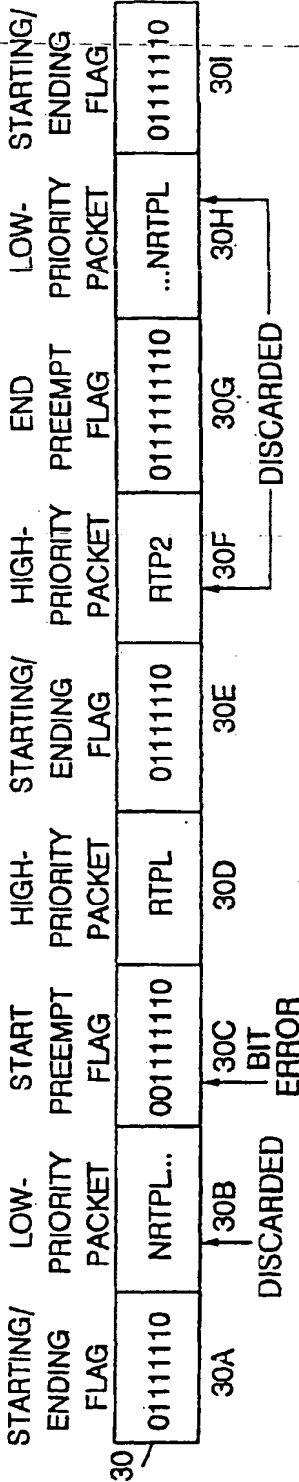 STARTING/
ENDING
FLAG
LOW-
PRIORITY
PACKET
START
PREEMPT
FLAG
HIGH-
PRIORITY
PACKET
STARTING/
ENDING
FLAG
HIGH-
PRIORITY
PACKET
END
PREEMPT
FLAG
LOW-
PRIORITY
PACKET
STARTING/
ENDING
FLAG
30
01111110
NRTPL...
0011111110
RTPL
01111110
RTP2
01111111110
...NRTPL
01111110
30A
30B
30C
30D
30E
30F
30G
30H
30I
DISCARDED
BIT
ERROR
DISCARDED